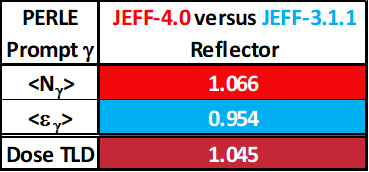 PERLE JEFF-4.0 versus JEFF-3.1.1
Prompt γ Reflector
<Nγ> 1.066
<εγ> 0.954
Dose TLD 1.045